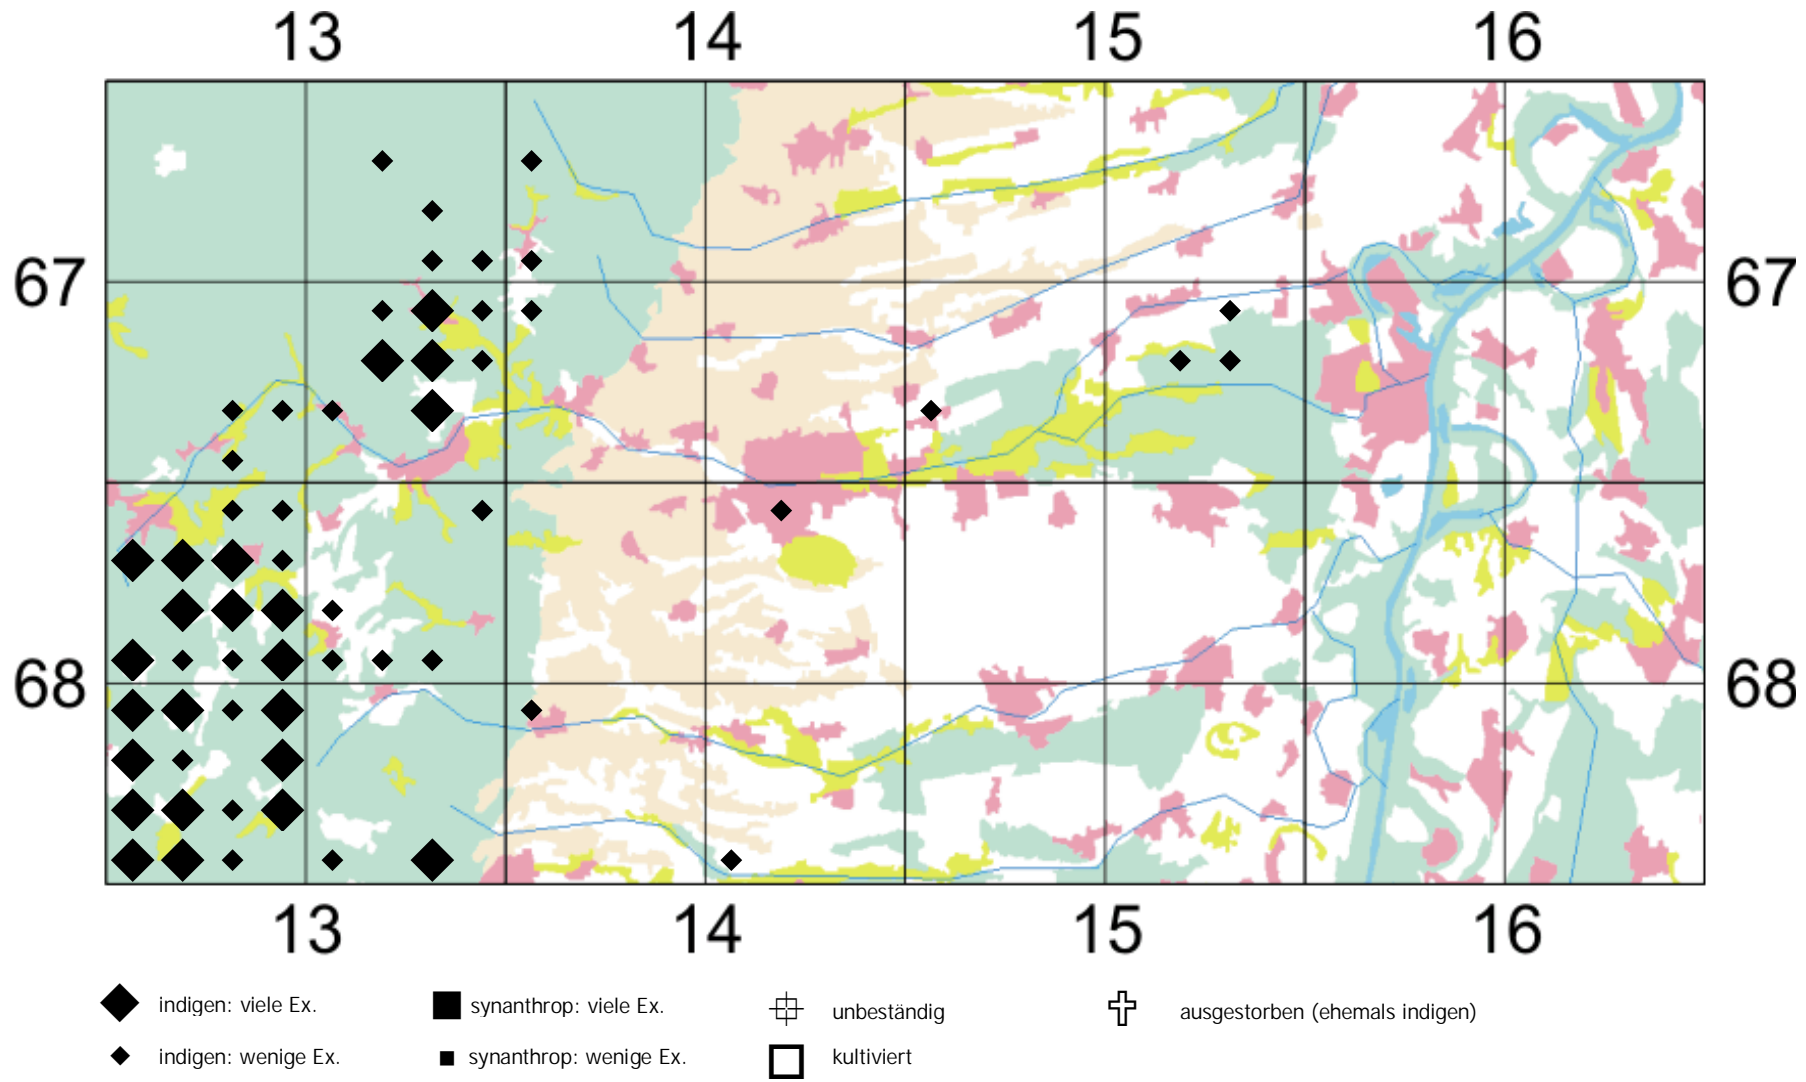 13 14 15 16
67 67
68 68
13 14 15 16
indigen: viele Ex. synanthrop: viele Ex. unbeständig ausgestorben (ehemals indigen)
indigen: wenige Ex. synanthrop: wenige Ex. kultiviert